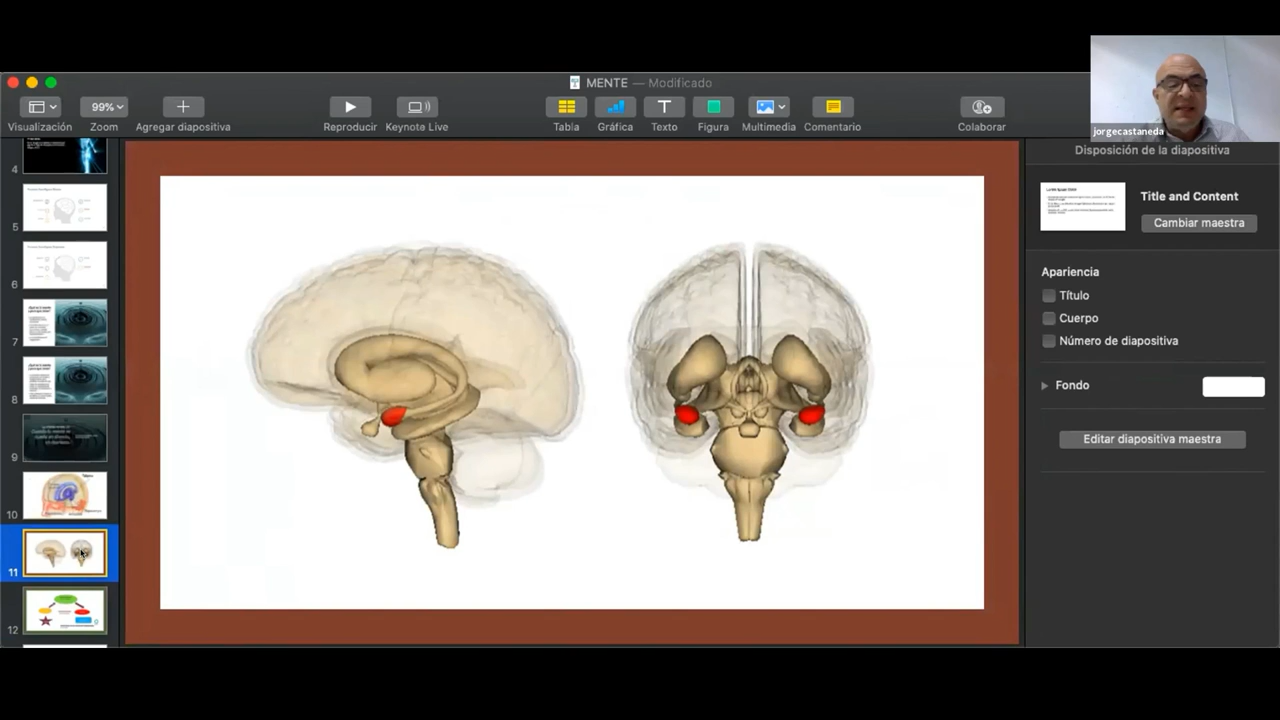 MENTE — Modificado
Visualización
99%
Zoom
Agregar diapositiva
Reproducir
Keynote Live
Tabla
Gráfica
Texto
Figura
Multimedia
Comentario
Colaborar
jorgecastaneda
Disposición de la diapositiva
Title and Content
Cambiar maestra
Apariencia
Título
Cuerpo
Número de diapositiva
Fondo
Editar diapositiva maestra
4
5
6
7
8
9
10
11
12